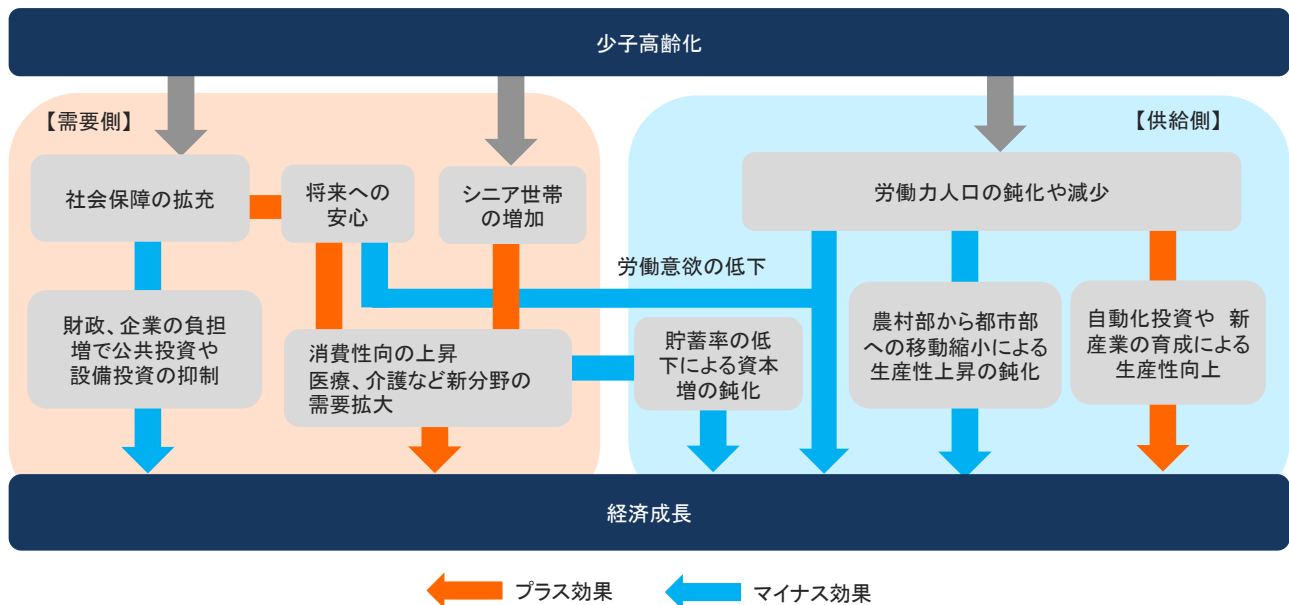 少子高齢化
【需要側】
【供給側】
社会保障の拡充
将来への
安心
シニア世帯
の増加
労働力人口の鈍化や減少
労働意欲の低下
財政、企業の負担
増で公共投資や
設備投資の抑制
消費性向の上昇
医療、介護など新分野の
需要拡大
貯蓄率の低
下による資本
増の鈍化
農村部から都市部
への移動縮小による
生産性上昇の鈍化
自動化投資や 新
産業の育成による
生産性向上
経済成長
プラス効果
マイナス効果